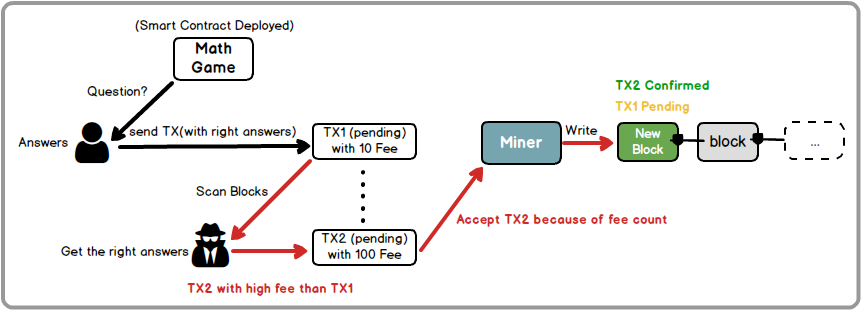 (Smart Contract Deployed)
Math
Game
Question?
Answers
send TX(with right answers)
TX1 (pending)
with 10 Fee
Scan Blocks
Get the right answers
TX2 (pending)
with 100 Fee
TX2 with high fee than TX1
Accept TX2 because of fee count
Miner
Write
TX2 Confirmed
TX1 Pending
New
Block
block
...